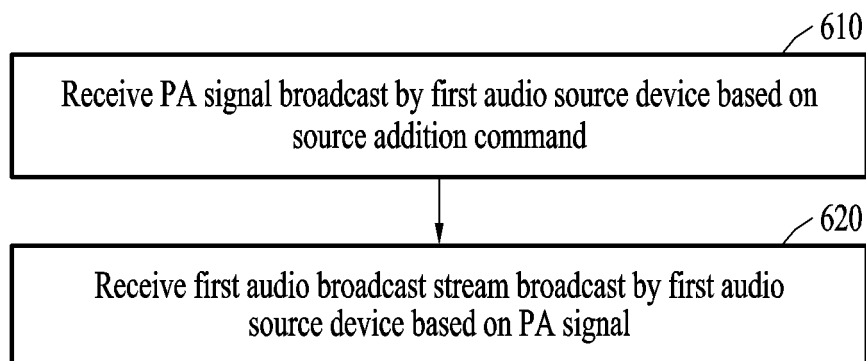 610
Receive PA signal broadcast by first audio source device based on
source addition command
620
Receive first audio broadcast stream broadcast by first audio
source device based on PA signal